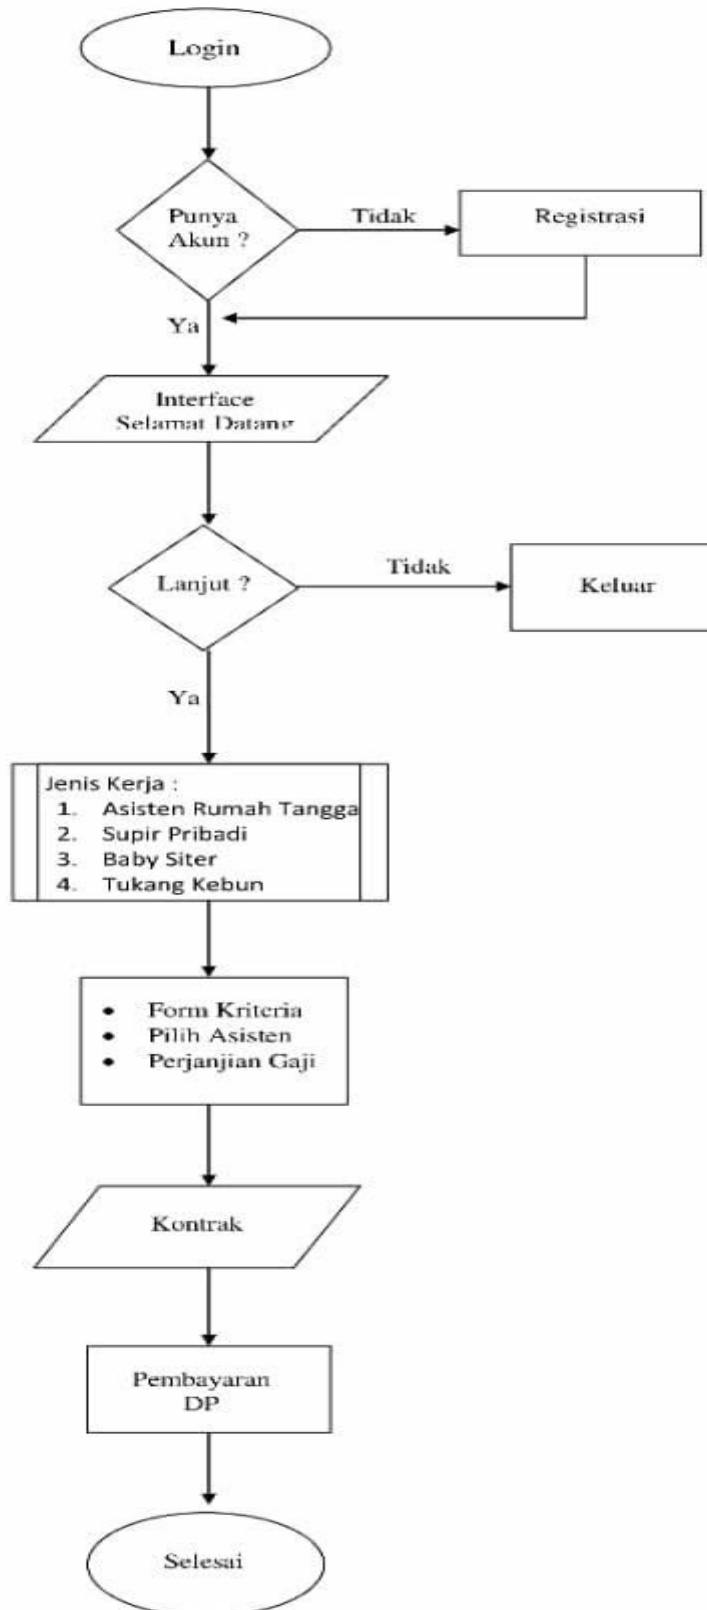 Login
Punya
Akun ?
Tidak
Registrasi
Ya
Interface
Selamat Datang
Lanjut ?
Tidak
Keluar
Ya
Jenis Kerja :
1. Asisten Rumah Tangga
2. Supir Pribadi
3. Baby Siter
4. Tukang Kebun
• Form Kriteria
• Pilih Asisten
• Perjanjian Gaji
Kontrak
Pembayaran
DP
Selesai